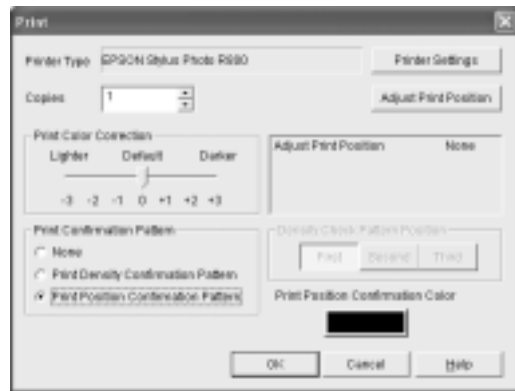 Print
Printer Type EPSON Stylus Photo R800 Printer Settings
Copies 1 Adjust Print Position
Print Color Correction
Lighter Default Darker
-3 -2 -1 0 +1 +2 +3
Adjust Print Position None
Print Confirmation Pattern
None
Print Density Confirmation Pattern
Print Position Confirmation Pattern
Density Check Pattern Position
First Second Third
Print Position Confirmation Color
OK Cancel Help